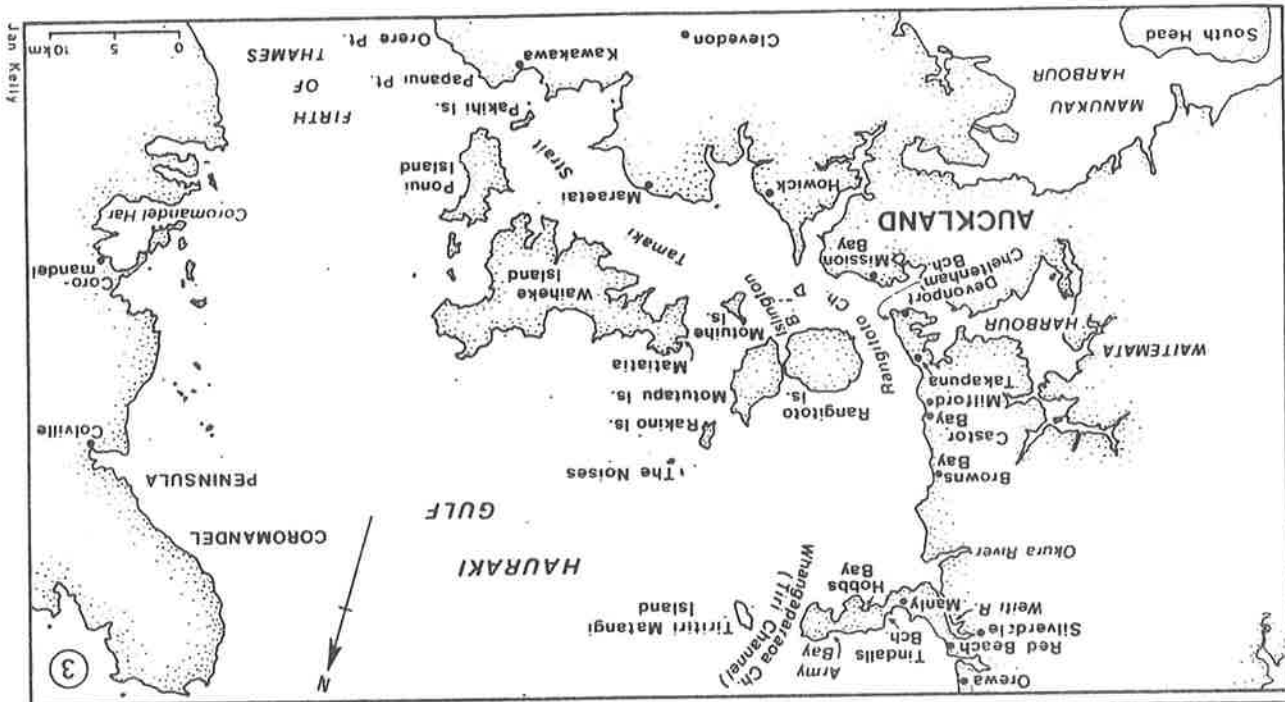 Orewa
Red Beach
Silverdale
Weiti R.
Okura River
Army
(Bay
Tindalls
Bch
Manly
Hobbs
Bay
Whangaparaoa Ch.
(Tiri Channel)
Tiritiri Matangi
Island
N
3
HAURAKI
GULF
COROMANDEL
PENINSULA
Colville
Browns
Bay
Castor
Bay
Milford
Takapuna
The Noises
Rakino Is.
Motutapu Is.
Rangitoto
Is.
Rangitoto Ch.
WAITEMATA
HARBOUR
Devonport
Cheltenham
Bch.
Islington
B.
Motuihe
Is.
Matiatia
Waiheke
Island
Coro-
mandel
Coromandel Har
AUCKLAND
Mission
Bay
Tamaki
Strait
Howick
Maraetai
Ponui
Island
Pakihi Is.
Papanui Pt.
Kawakawa
Orere Pt.
Clevedon
FIRTH
OF
THAMES
MANUKAU
HARBOUR
South Head
0 5 10km
Jan Kelly